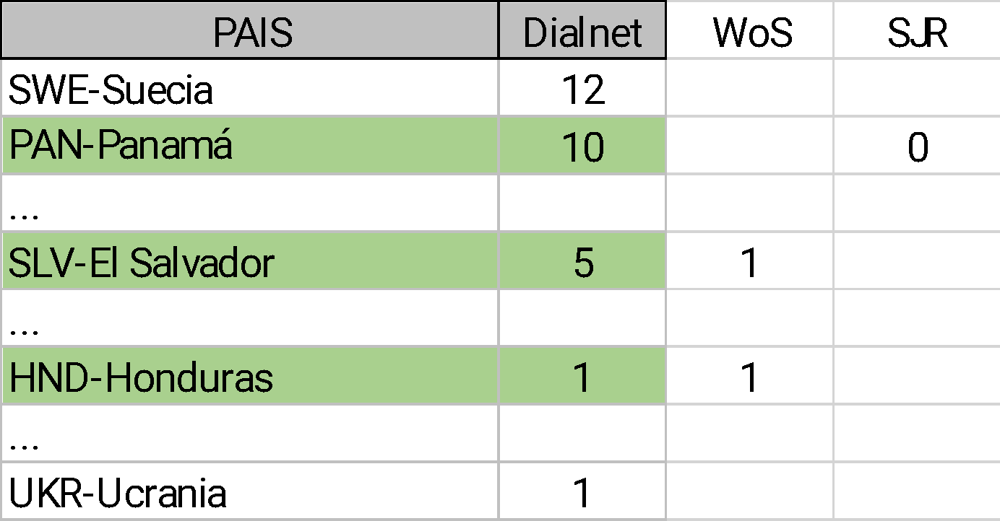 PAIS Dialnet WoS SJR
SWE-Suecia 12
PAN-Panamá 10 0
...
SLV-El Salvador 5 1
...
HND-Honduras 1 1
...
UKR-Ucrania 1